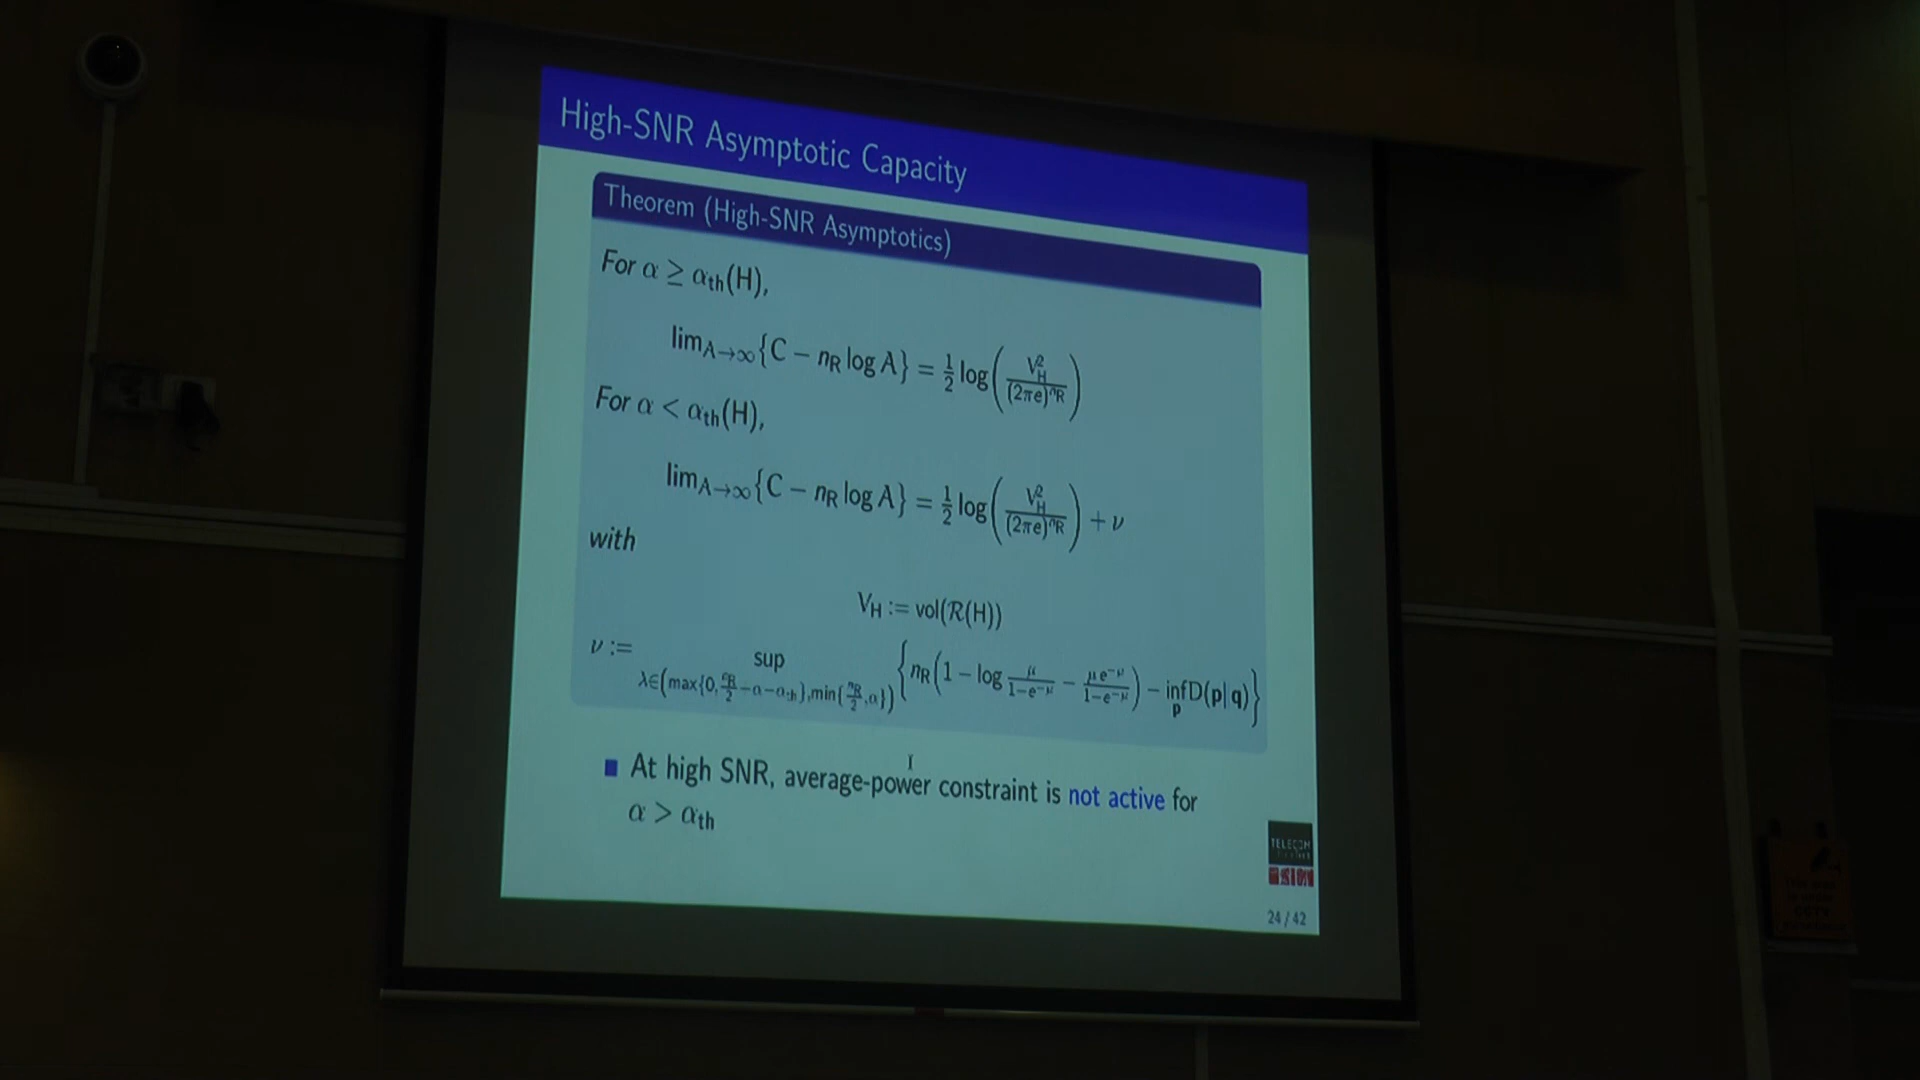 High-SNR Asymptotic Capacity
Theorem (High-SNR Asymptotics)
For α ≥ α_th(H),
lim_{A→∞}{C − n_R log A} = ½ log(V_H² / (2πe)^{n_R})
For α < α_th(H),
lim_{A→∞}{C − n_R log A} = ½ log(V_H² / (2πe)^{n_R}) + ν
with
V_H := vol(R(H))
ν := sup_{λ∈(max{0, n_R/2 − α − α_th}, min{n_R/2, α})} {n_R(1 − log μ/(1−e^{−μ}) − μe^{−μ}/(1−e^{−μ})) − inf_p D(p|q)}
■ At high SNR, average-power constraint is not active for
α > α_th
TELECOM
24 / 42